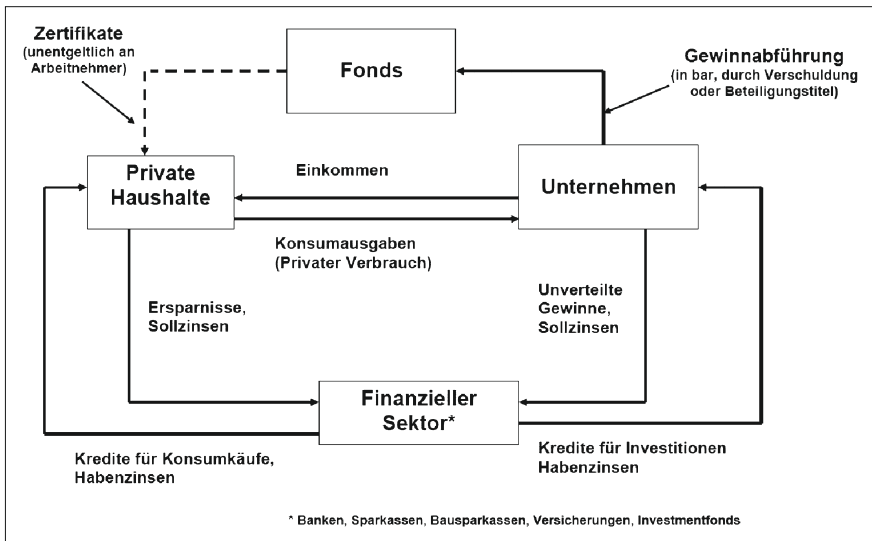 Zertifikate
(unentgeltlich an
Arbeitnehmer)
Fonds
Gewinnabführung
(in bar, durch Verschuldung
oder Beteiligungstitel)
Private
Haushalte
Einkommen
Unternehmen
Konsumausgaben
(Privater Verbrauch)
Ersparnisse,
Sollzinsen
Unverteilte
Gewinne,
Sollzinsen
Finanzieller
Sektor*
Kredite für Konsumkäufe,
Habenzinsen
Kredite für Investitionen
Habenzinsen
* Banken, Sparkassen, Bausparkassen, Versicherungen, Investmentfonds